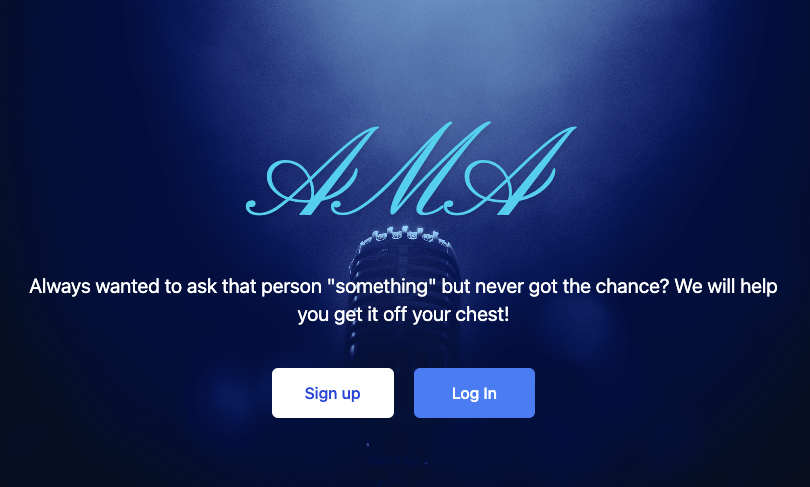 AMA
Always wanted to ask that person "something" but never got the chance? We will help
you get it off your chest!
Sign up
Log In